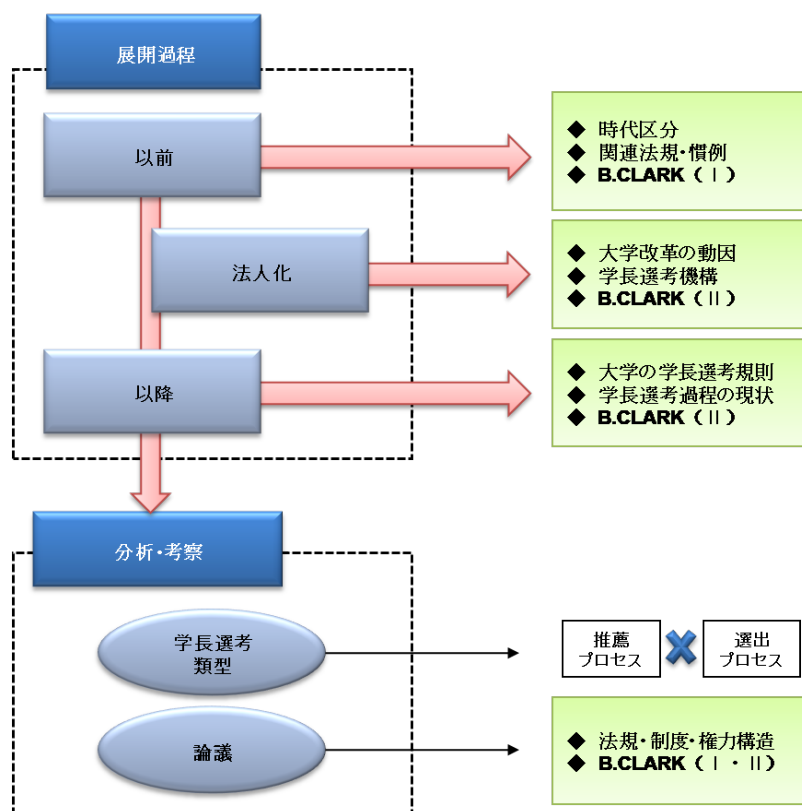 展開過程
以前
◆ 時代区分
◆ 関連法規・慣例
◆ B.CLARK（Ⅰ）
法人化
◆ 大学改革の動因
◆ 学長選考機構
◆ B.CLARK（Ⅱ）
以降
◆ 大学の学長選考規則
◆ 学長選考過程の現状
◆ B.CLARK（Ⅱ）
分析・考察
学長選考
類型
推薦
プロセス
選出
プロセス
論議
◆ 法規・制度・権力構造
◆ B.CLARK（Ⅰ・Ⅱ）